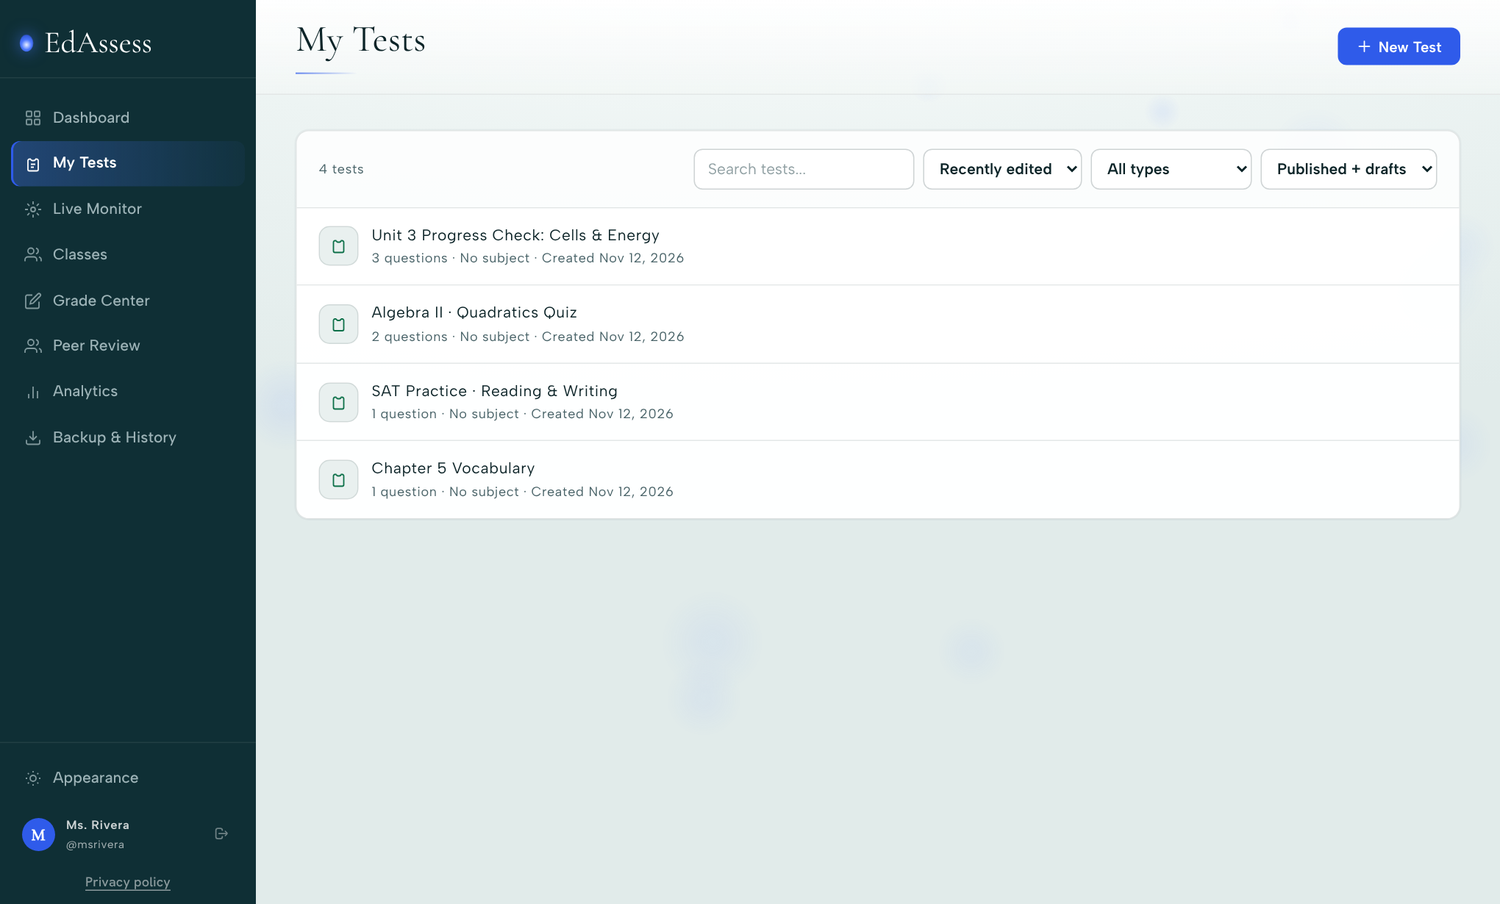 EdAssess
Dashboard
My Tests
Live Monitor
Classes
Grade Center
Peer Review
Analytics
Backup & History
Appearance
M
Ms. Rivera
@msrivera
Privacy policy
My Tests
+ New Test
4 tests
Search tests...
Recently edited
All types
Published + drafts
Unit 3 Progress Check: Cells & Energy
3 questions · No subject · Created Nov 12, 2026
Algebra II · Quadratics Quiz
2 questions · No subject · Created Nov 12, 2026
SAT Practice · Reading & Writing
1 question · No subject · Created Nov 12, 2026
Chapter 5 Vocabulary
1 question · No subject · Created Nov 12, 2026